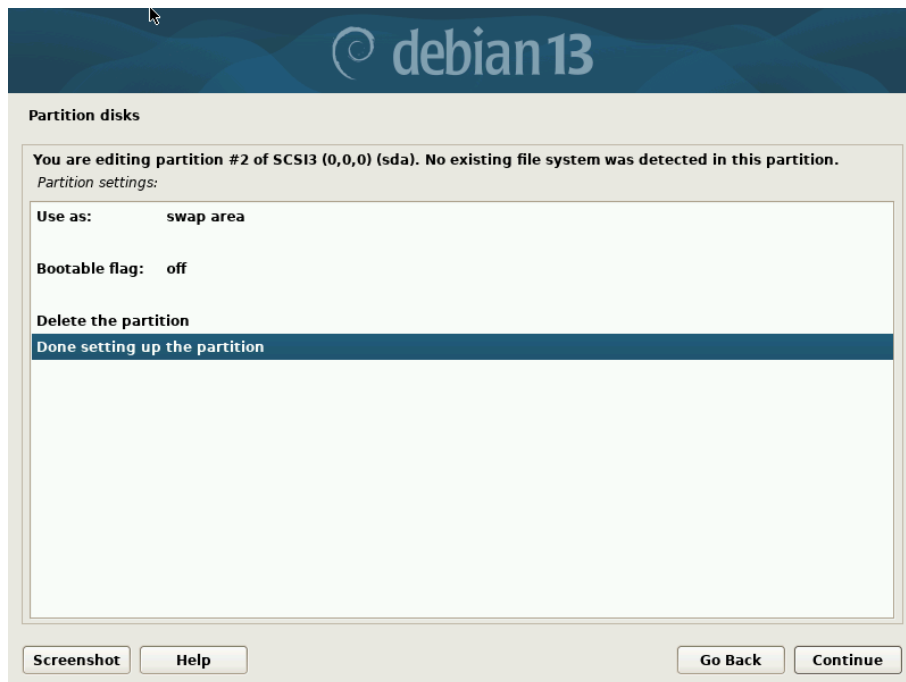 debian 13
Partition disks
You are editing partition #2 of SCSI3 (0,0,0) (sda). No existing file system was detected in this partition.
Partition settings:
Use as: swap area
Bootable flag: off
Delete the partition
Done setting up the partition
Screenshot Help Go Back Continue